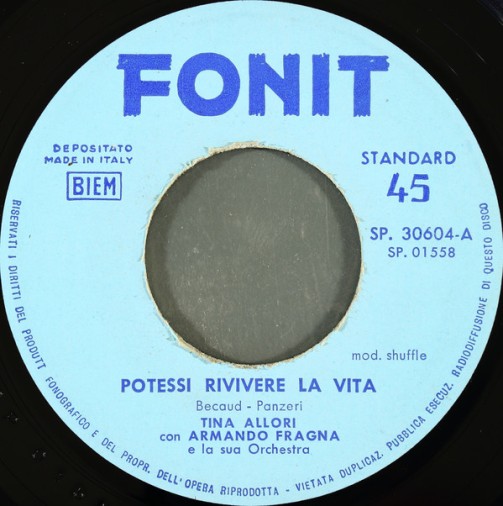 FONIT
DEPOSITATO
MADE IN ITALY
BIEM
STANDARD
45
SP. 30604-A
SP. 01558
mod. shuffle
POTESSI RIVIVERE LA VITA
Becaud - Panzeri
TINA ALLORI
con ARMANDO FRAGNA
e la sua Orchestra
RISERVATI I DIRITTI DEL PRODUTT FONOGRAFICO E DEL PROPR. DELL'OPERA RIPRODOTTA - VIETATA DUPLICAZ. PUBBLICA ESECUZ. RADIODIFFUSIONE DI QUESTO DISCO